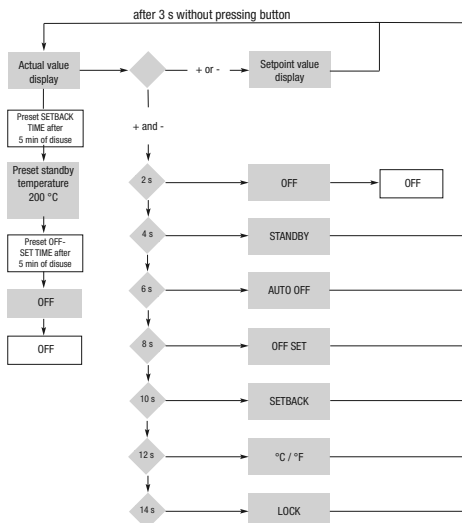 after 3 s without pressing button
Actual value
display
+ or -
Setpoint value
display
Preset SETBACK
TIME after
5 min of disuse
+ and -
Preset standby
temperature
200 °C
2 s
OFF
OFF
Preset OFF-
SET TIME after
5 min of disuse
4 s
STANDBY
OFF
6 s
AUTO OFF
OFF
8 s
OFF SET
10 s
SETBACK
12 s
°C / °F
14 s
LOCK